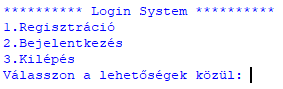 ********** Login System **********
1.Regisztráció
2.Bejelentkezés
3.Kilépés
Válasszon a lehetőségek közül: